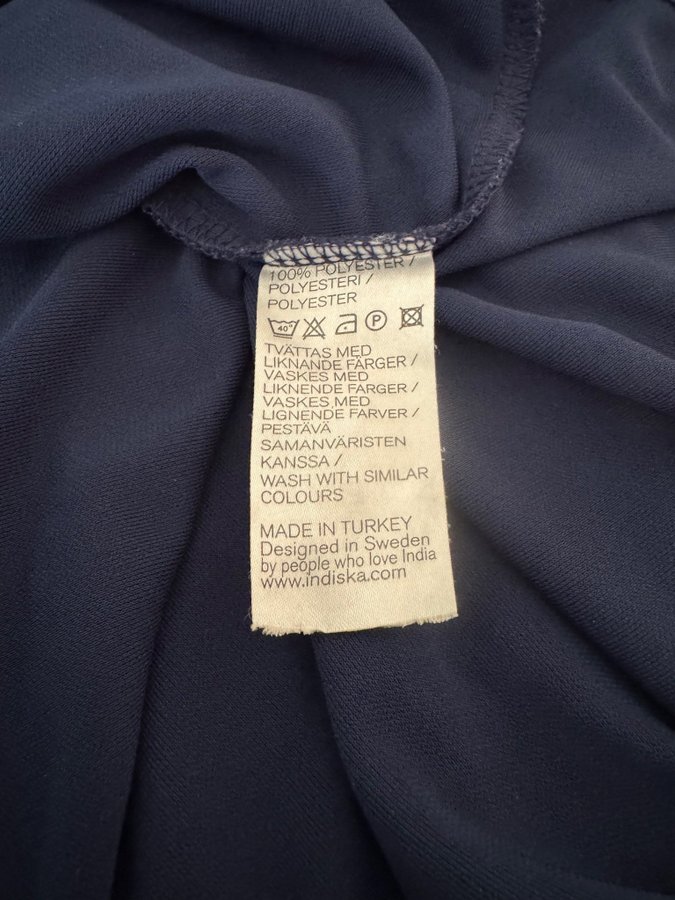 100% POLYESTER /
POLYESTERI /
POLYESTER
40° P
TVÄTTAS MED
LIKNANDE FÄRGER /
VASKES MED
LIKNENDE FARGER /
VASKES MED
LIGNENDE FARVER /
PESTÄVÄ
SAMANVÄRISTEN
KANSSA /
WASH WITH SIMILAR
COLOURS
MADE IN TURKEY
Designed in Sweden
by people who love India
www.indiska.com